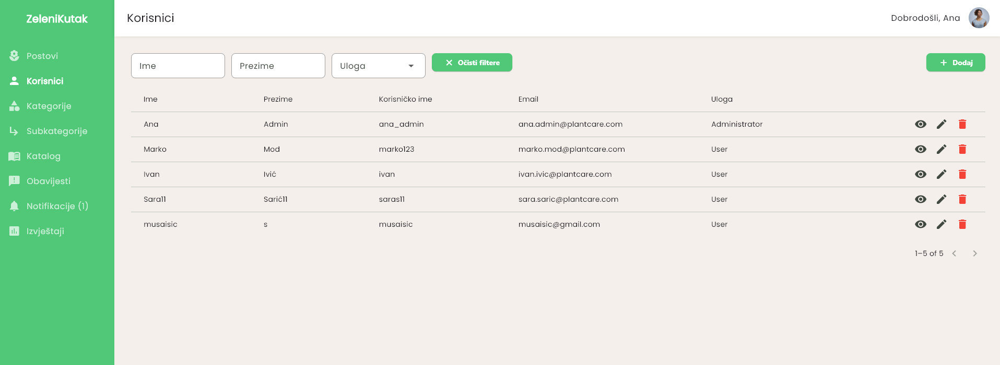 ZeleniKutak
Korisnici
Dobrodošli, Ana
Postovi
Korisnici
Kategorije
Subkategorije
Katalog
Obavijesti
Notifikacije (1)
Izvještaji
Ime Prezime Uloga Očisti filtere Dodaj
Ime Prezime Korisničko ime Email Uloga
Ana Admin ana_admin ana.admin@plantcare.com Administrator
Marko Mod marko123 marko.mod@plantcare.com User
Ivan Ivić ivan ivan.ivic@plantcare.com User
Sara11 Sarić11 saras11 sara.saric@plantcare.com User
musaisic s musaisic musaisic@gmail.com User
1–5 of 5